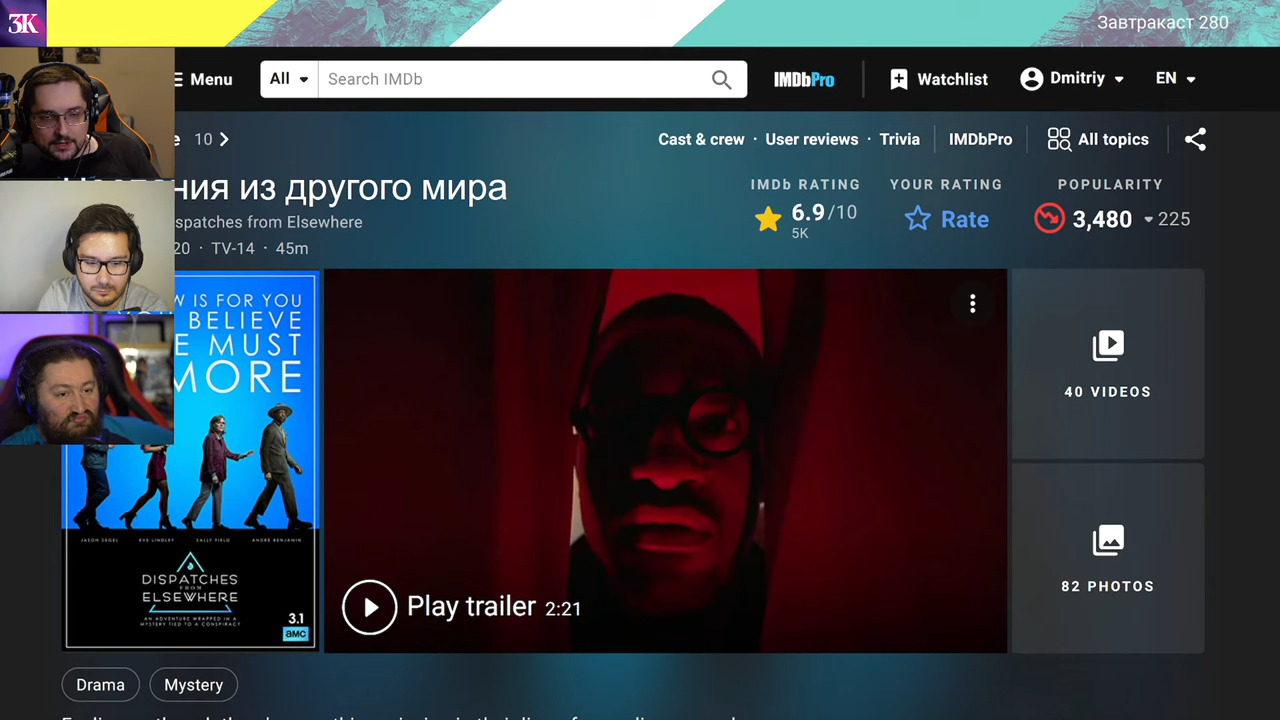 3K
Завтракаст 280
Menu
All
Search IMDb
IMDbPro
Watchlist
Dmitriy
EN
10
Cast & crew · User reviews · Trivia
IMDbPro
All topics
из другого мира
IMDb RATING
YOUR RATING
POPULARITY
spatches from Elsewhere
6.9/10
Rate
3,480
225
5K
20 · TV-14 · 45m
W IS FOR YOU
BELIEVE
E MUST
MORE
40 VIDEOS
JASON SEGEL
EVE LINDLEY
SALLY FIELD
ANDRÉ BENJAMIN
DISPATCHES
FROM
ELSEWHERE
AN ADVENTURE WRAPPED IN A
MYSTERY TIED TO A CONSPIRACY
3.1
amc
Play trailer 2:21
82 PHOTOS
Drama
Mystery